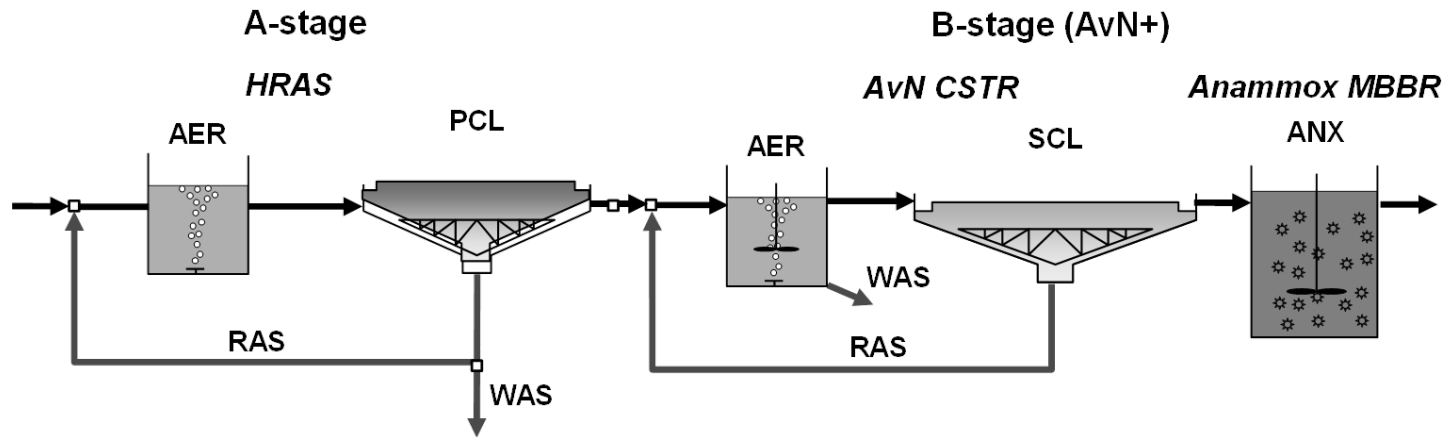 A-stage
B-stage (AvN+)
HRAS
AvN CSTR
Anammox MBBR
AER
PCL
AER
SCL
ANX
WAS
RAS
RAS
WAS